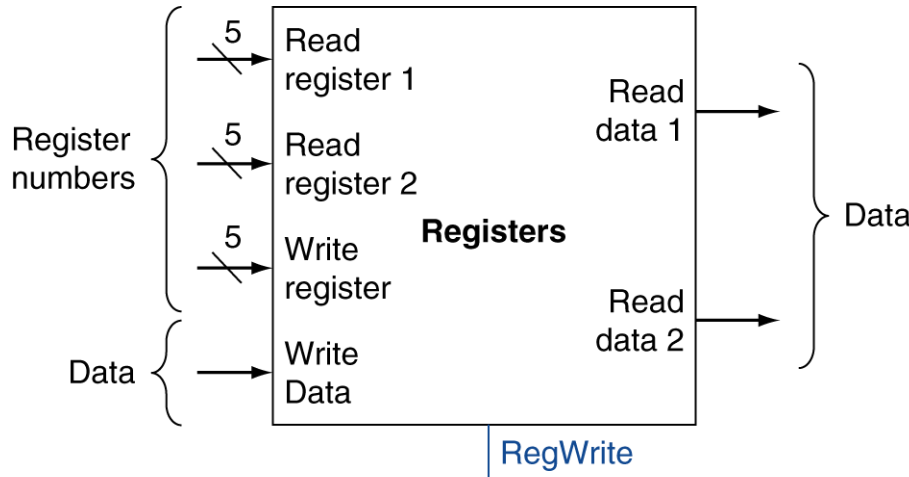 Register
numbers
Data
5
Read
register 1
5
Read
register 2
5
Write
register
Write
Data
Registers
Read
data 1
Read
data 2
Data
RegWrite